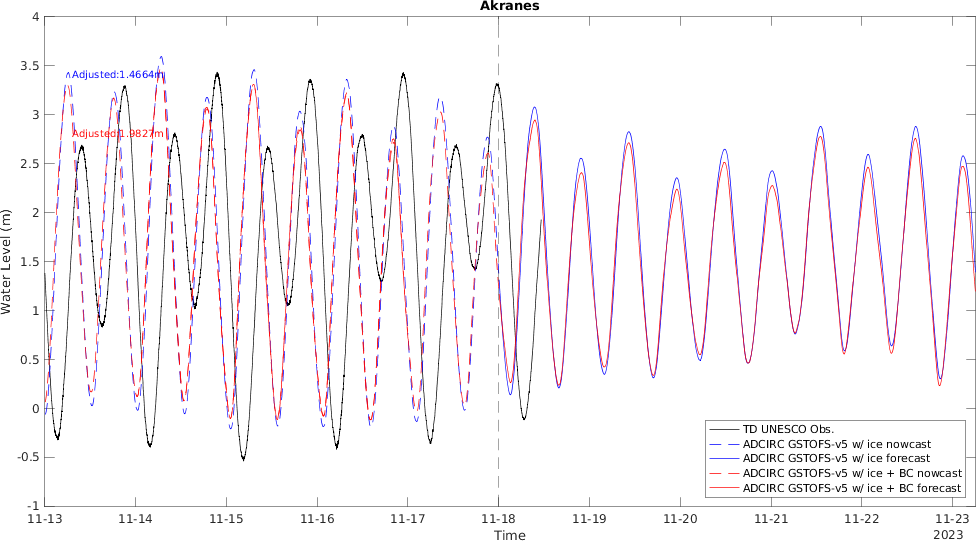 Akranes
4
3.5
3
2.5
2
1.5
1
0.5
0
-0.5
-1
Water Level (m)
Adjusted:1.4664m
Adjusted:1.9827m
TD UNESCO Obs.
ADCIRC GSTOFS-v5 w/ ice nowcast
ADCIRC GSTOFS-v5 w/ ice forecast
ADCIRC GSTOFS-v5 w/ ice + BC nowcast
ADCIRC GSTOFS-v5 w/ ice + BC forecast
11-13 11-14 11-15 11-16 11-17 11-18 11-19 11-20 11-21 11-22 11-23
Time 2023